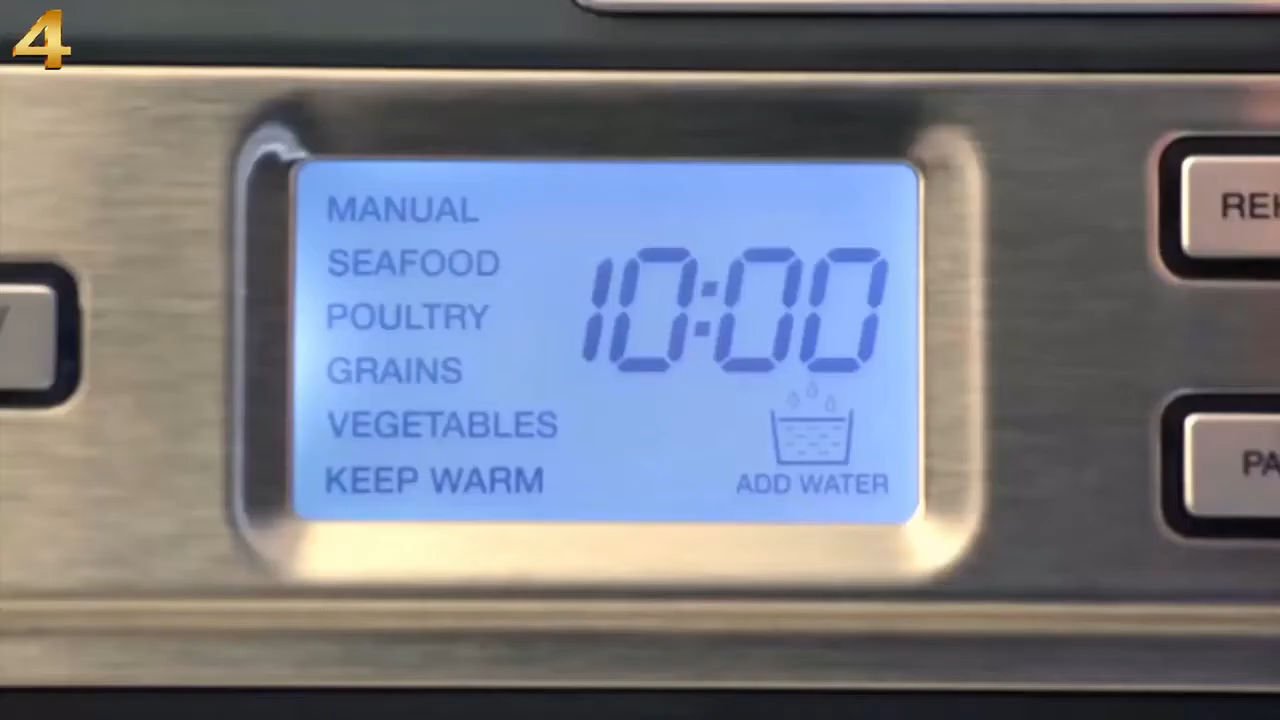 4
MANUAL
SEAFOOD
POULTRY
GRAINS
VEGETABLES
KEEP WARM
10:00
ADD WATER